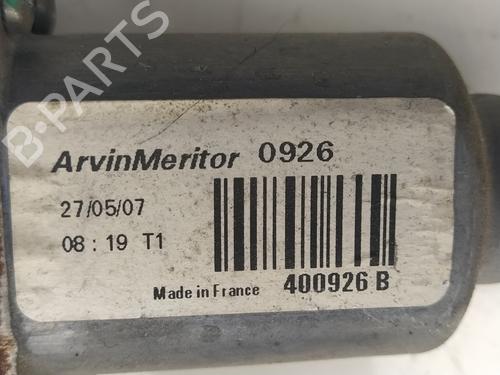 B-PARTS
ArvinMeritor 0926
27/05/07
08 : 19 T1
Made in France 400926 B